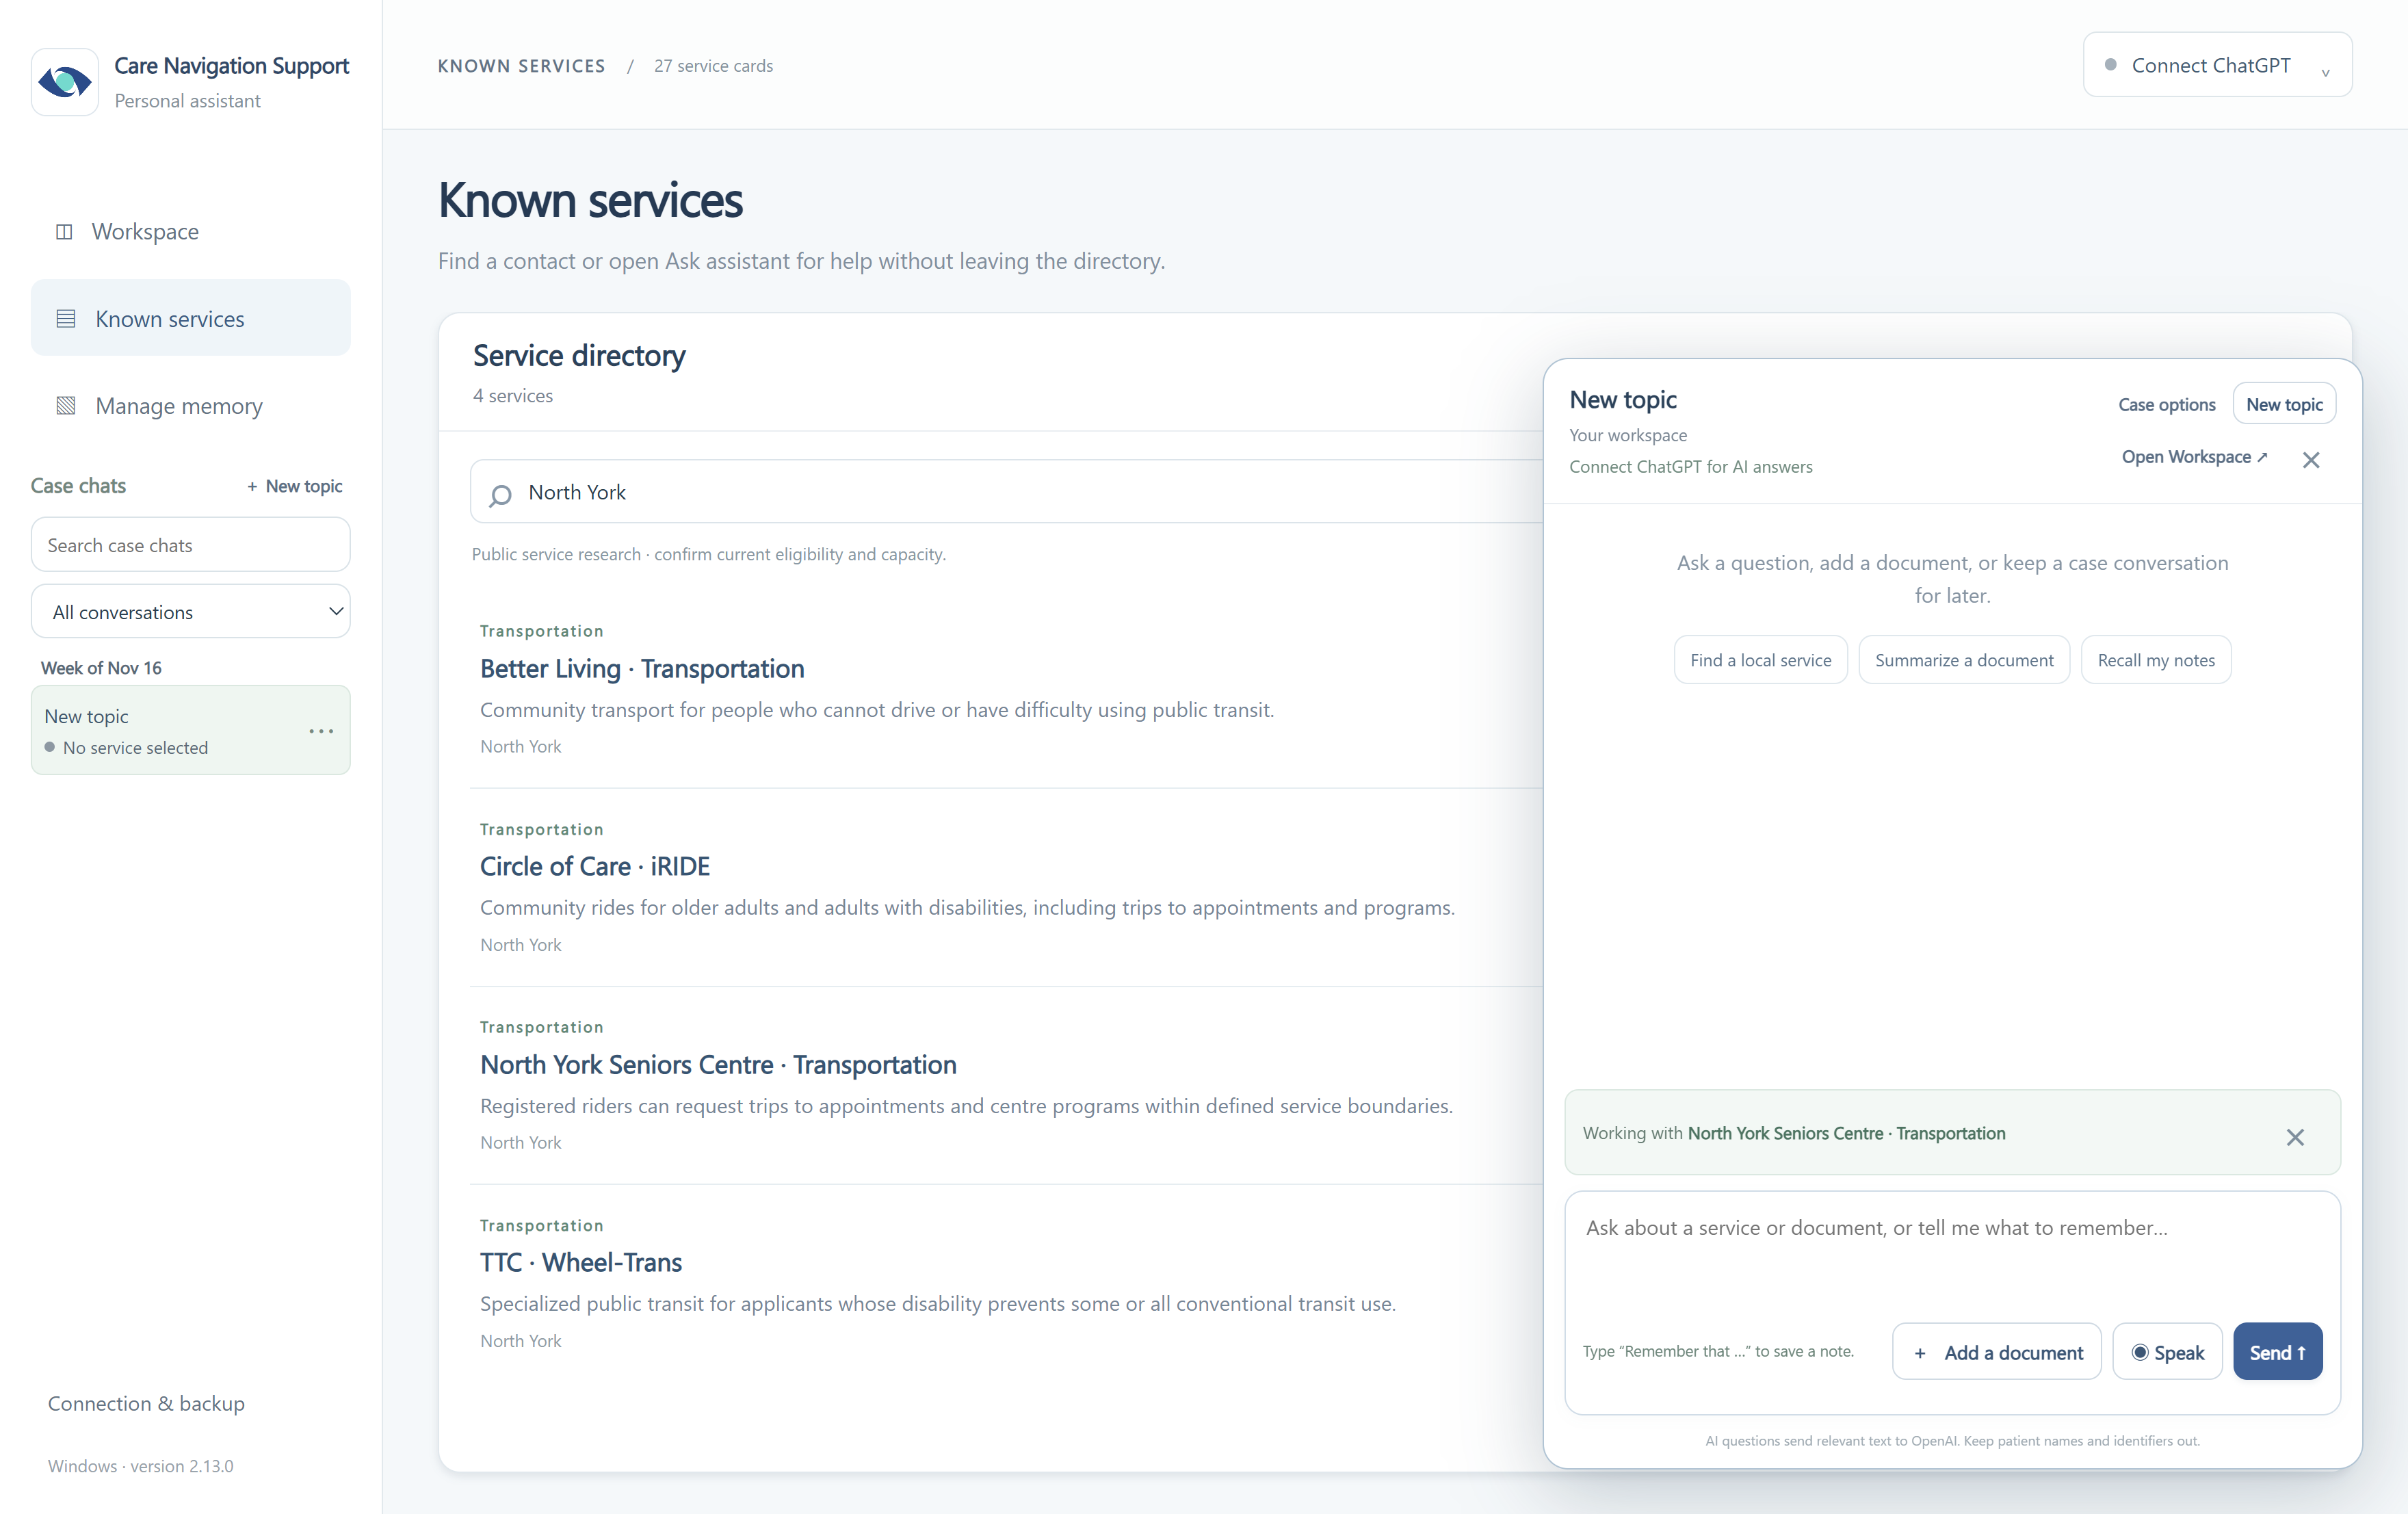 Care Navigation Support
Personal assistant
Workspace
Known services
Manage memory
Case chats
+ New topic
Search case chats
All conversations
Week of Nov 16
New topic
No service selected
Connection & backup
Windows · version 2.13.0
KNOWN SERVICES / 27 service cards
Connect ChatGPT
Known services
Find a contact or open Ask assistant for help without leaving the directory.
Service directory
4 services
North York
Public service research · confirm current eligibility and capacity.
Transportation
Better Living · Transportation
Community transport for people who cannot drive or have difficulty using public transit.
North York
Transportation
Circle of Care · iRIDE
Community rides for older adults and adults with disabilities, including trips to appointments and programs.
North York
Transportation
North York Seniors Centre · Transportation
Registered riders can request trips to appointments and centre programs within defined service boundaries.
North York
Transportation
TTC · Wheel-Trans
Specialized public transit for applicants whose disability prevents some or all conventional transit use.
North York
New topic
Your workspace
Connect ChatGPT for AI answers
Case options
New topic
Open Workspace ↗
Ask a question, add a document, or keep a case conversation
for later.
Find a local service
Summarize a document
Recall my notes
Working with North York Seniors Centre · Transportation
Ask about a service or document, or tell me what to remember...
Type “Remember that ...” to save a note.
+ Add a document
Speak
Send ↑
AI questions send relevant text to OpenAI. Keep patient names and identifiers out.